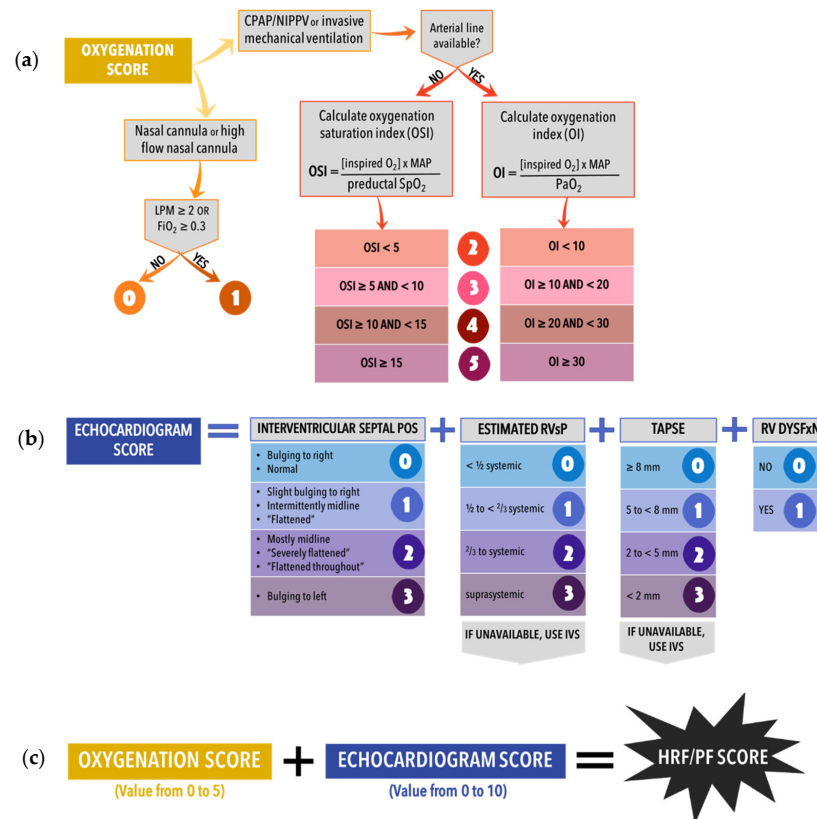 (a)
OXYGENATION
SCORE
CPAP/NIPPV or invasive
mechanical ventilation
Arterial line
available?
NO
YES
Nasal cannula or high
flow nasal cannula
LPM ≥ 2 OR
FiO₂ ≥ 0.3
NO
YES
0
1
Calculate oxygenation
saturation index (OSI)
OSI = [inspired O₂] x MAP
preductal SpO₂
Calculate oxygenation
index (OI)
OI = [inspired O₂] x MAP
PaO₂
OSI < 5 2 OI < 10
OSI ≥ 5 AND < 10 3 OI ≥ 10 AND < 20
OSI ≥ 10 AND < 15 4 OI ≥ 20 AND < 30
OSI ≥ 15 5 OI ≥ 30
(b)
ECHOCARDIOGRAM
SCORE
=
INTERVENTRICULAR SEPTAL POS
• Bulging to right
• Normal
0
• Slight bulging to right
• Intermittently midline
• "Flattened"
1
• Mostly midline
• "Severely flattened"
• "Flattened throughout"
2
• Bulging to left
3
+
ESTIMATED RVsP
< ½ systemic 0
½ to < ²/³ systemic 1
²/³ to systemic 2
suprasystemic 3
IF UNAVAILABLE, USE IVS
+
TAPSE
≥ 8 mm 0
5 to < 8 mm 1
2 to < 5 mm 2
< 2 mm 3
IF UNAVAILABLE,
USE IVS
+
RV DYSFxN
NO 0
YES 1
(c)
OXYGENATION SCORE + ECHOCARDIOGRAM SCORE = HRF/PF SCORE
(Value from 0 to 5)
(Value from 0 to 10)